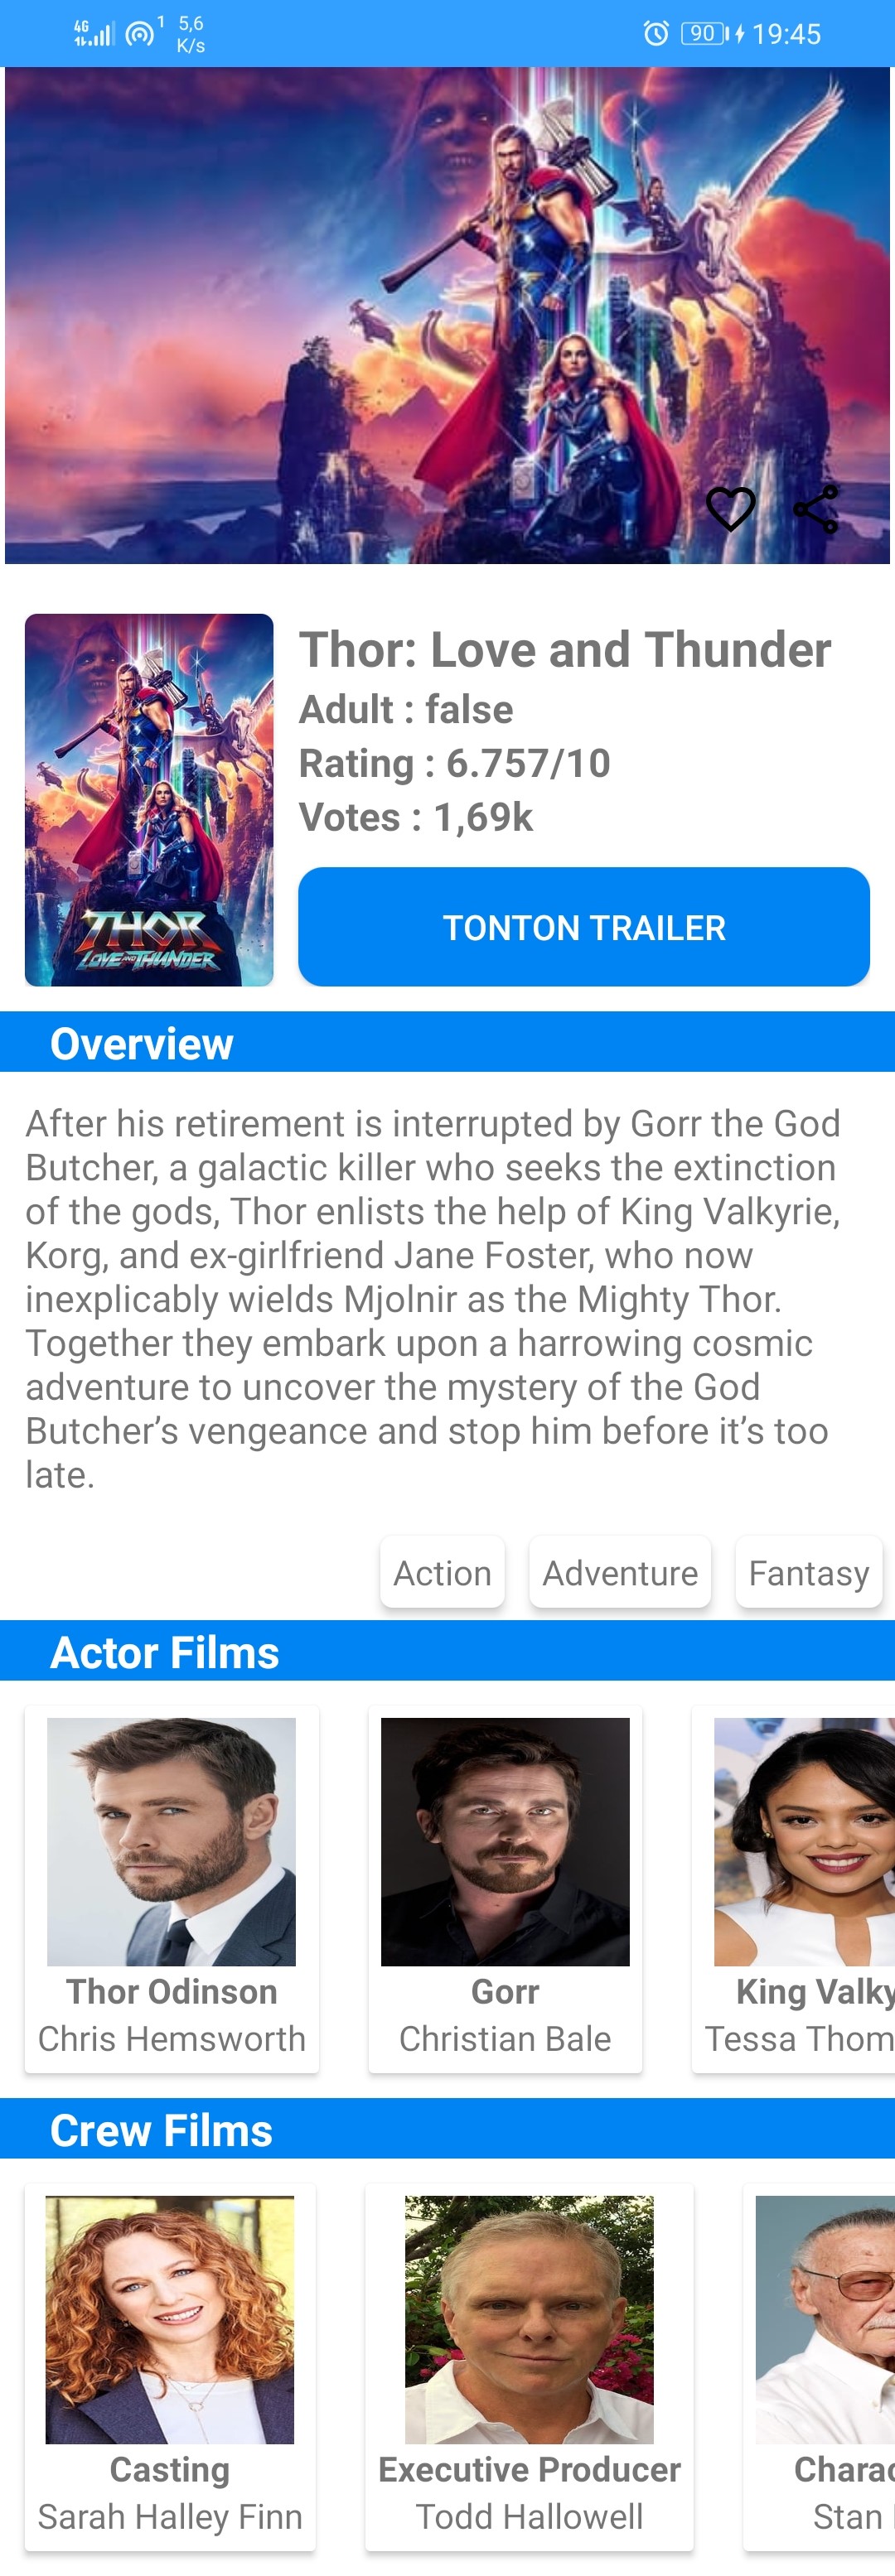 4G
1
5,6
K/s
90
19:45
Thor: Love and Thunder
Adult : false
Rating : 6.757/10
Votes : 1,69k
THOR
LOVE AND THUNDER
TONTON TRAILER
Overview
After his retirement is interrupted by Gorr the God
Butcher, a galactic killer who seeks the extinction
of the gods, Thor enlists the help of King Valkyrie,
Korg, and ex-girlfriend Jane Foster, who now
inexplicably wields Mjolnir as the Mighty Thor.
Together they embark upon a harrowing cosmic
adventure to uncover the mystery of the God
Butcher’s vengeance and stop him before it’s too
late.
Action Adventure Fantasy
Actor Films
Thor Odinson Gorr King Valky
Chris Hemsworth Christian Bale Tessa Thom
Crew Films
Casting Executive Producer Charac
Sarah Halley Finn Todd Hallowell Stan